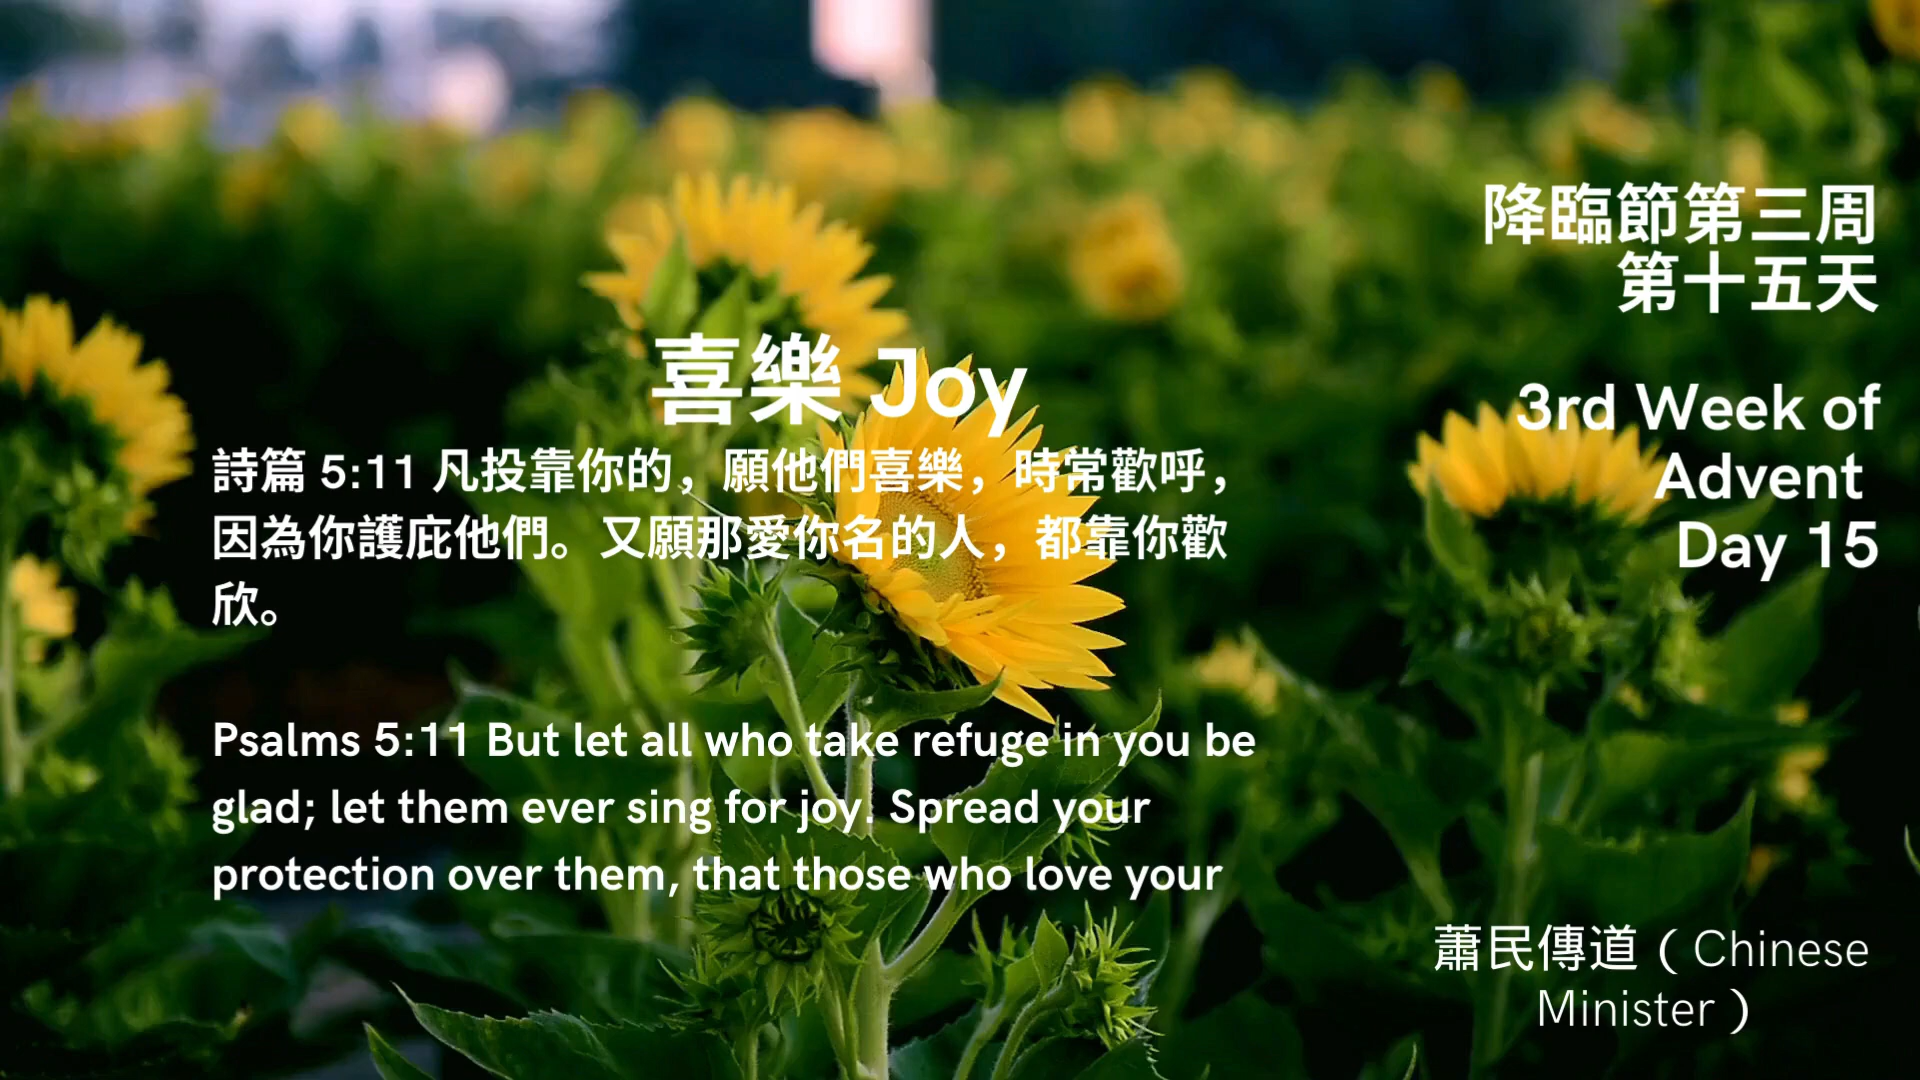 降臨節第三周
第十五天
3rd Week of
Advent
Day 15
喜樂 Joy
詩篇 5:11 凡投靠你的，願他們喜樂，時常歡呼，
因為你護庇他們。又願那愛你名的人，都靠你歡
欣。
Psalms 5:11 But let all who take refuge in you be
glad; let them ever sing for joy. Spread your
protection over them, that those who love your
蕭民傳道（Chinese
Minister）